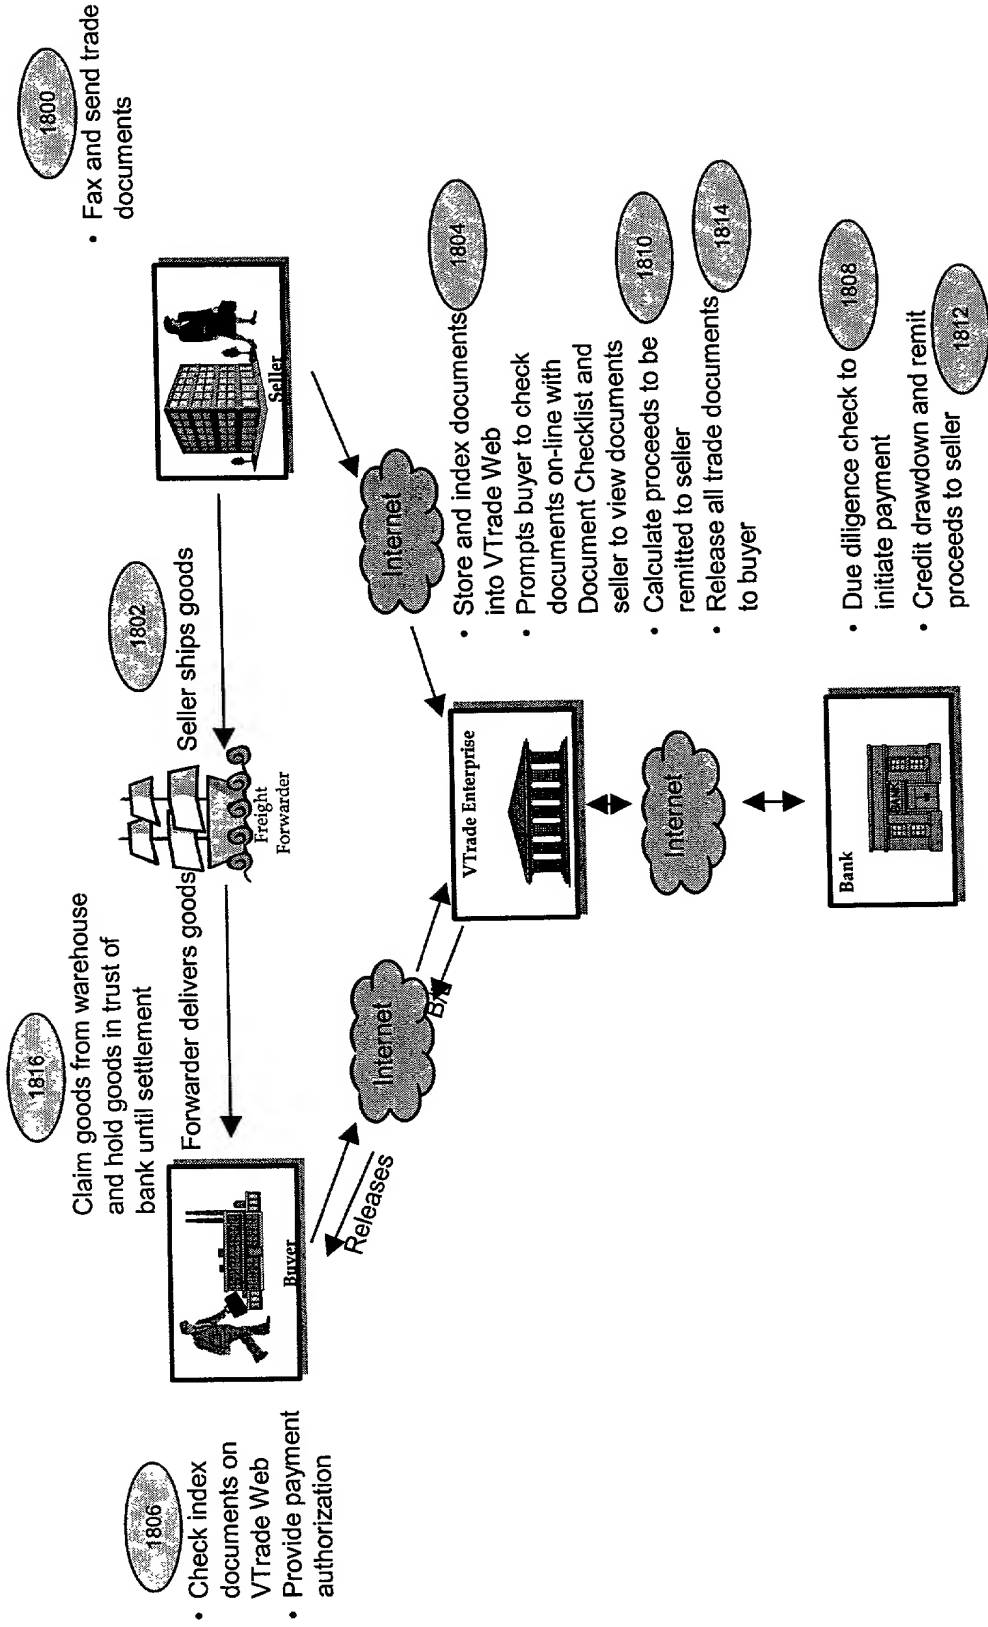 1816
Claim goods from warehouse
and hold goods in trust of
bank until settlement
1802
Forwarder delivers goods
Seller ships goods
Freight
Forwarder
1800
• Fax and send trade
documents
Seller
1806
• Check index
documents on
VTrade Web
• Provide payment
authorization
Buyer
Releases
Internet
B/L
Internet
VTrade Enterprise
1804
• Store and index documents
into VTrade Web
• Prompts buyer to check
documents on-line with
Document Checklist and
seller to view documents
1810
• Calculate proceeds to be
remitted to seller
1814
• Release all trade documents
to buyer
Internet
Bank
BANK
1808
• Due diligence check to
initiate payment
1812
• Credit drawdown and remit
proceeds to seller